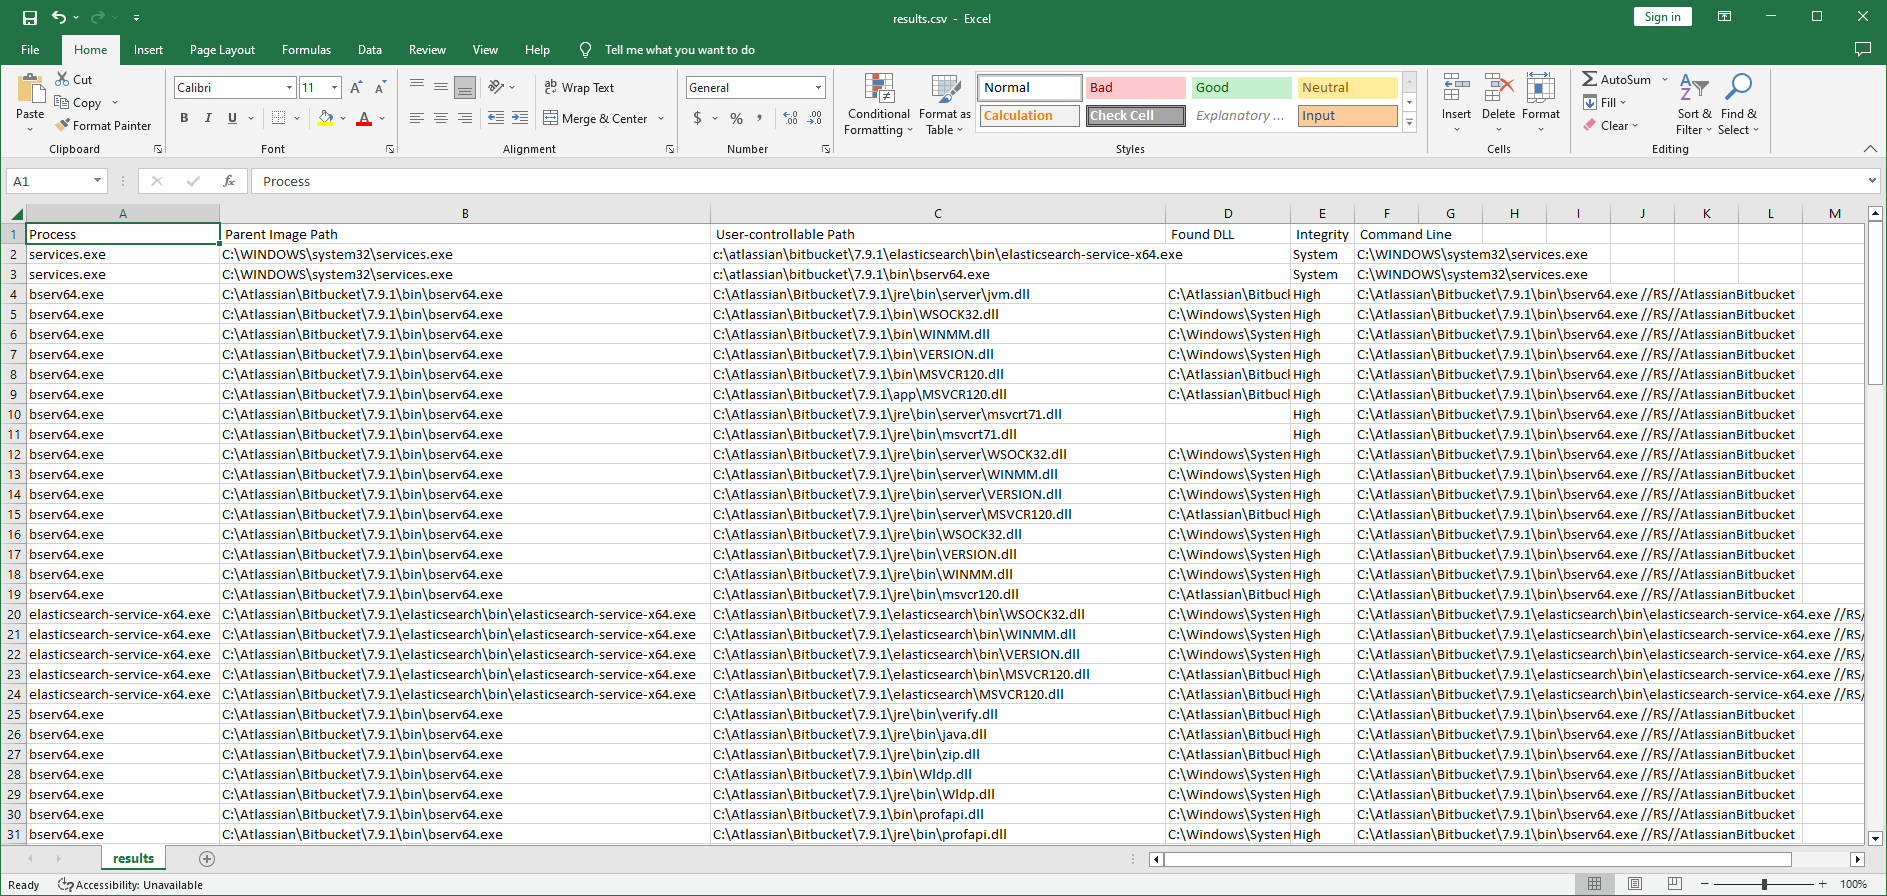 results.csv - Excel
Sign in
File Home Insert Page Layout Formulas Data Review View Help Tell me what you want to do
Paste
Cut
Copy
Format Painter
Clipboard
Calibri 11
B I U
Font
Wrap Text
Merge & Center
Alignment
General
$ % ,
Number
Conditional Formatting
Format as Table
Normal Bad Good Neutral
Calculation Check Cell Explanatory ... Input
Styles
Insert Delete Format
Cells
AutoSum
Fill
Clear
Sort & Filter
Find & Select
Editing
A1 fx Process
A B C D E F G H I J K L M
1 Process Parent Image Path User-controllable Path Found DLL Integrity Command Line
2 services.exe C:\WINDOWS\system32\services.exe c:\atlassian\bitbucket\7.9.1\elasticsearch\bin\elasticsearch-service-x64.exe System C:\WINDOWS\system32\services.exe
3 services.exe C:\WINDOWS\system32\services.exe c:\atlassian\bitbucket\7.9.1\bin\bserv64.exe System C:\WINDOWS\system32\services.exe
4 bserv64.exe C:\Atlassian\Bitbucket\7.9.1\bin\bserv64.exe C:\Atlassian\Bitbucket\7.9.1\jre\bin\server\jvm.dll C:\Atlassian\Bitbuc High C:\Atlassian\Bitbucket\7.9.1\bin\bserv64.exe //RS//AtlassianBitbucket
5 bserv64.exe C:\Atlassian\Bitbucket\7.9.1\bin\bserv64.exe C:\Atlassian\Bitbucket\7.9.1\bin\WSOCK32.dll C:\Windows\System High C:\Atlassian\Bitbucket\7.9.1\bin\bserv64.exe //RS//AtlassianBitbucket
6 bserv64.exe C:\Atlassian\Bitbucket\7.9.1\bin\bserv64.exe C:\Atlassian\Bitbucket\7.9.1\bin\WINMM.dll C:\Windows\System High C:\Atlassian\Bitbucket\7.9.1\bin\bserv64.exe //RS//AtlassianBitbucket
7 bserv64.exe C:\Atlassian\Bitbucket\7.9.1\bin\bserv64.exe C:\Atlassian\Bitbucket\7.9.1\bin\VERSION.dll C:\Windows\System High C:\Atlassian\Bitbucket\7.9.1\bin\bserv64.exe //RS//AtlassianBitbucket
8 bserv64.exe C:\Atlassian\Bitbucket\7.9.1\bin\bserv64.exe C:\Atlassian\Bitbucket\7.9.1\bin\MSVCR120.dll C:\Atlassian\Bitbuc High C:\Atlassian\Bitbucket\7.9.1\bin\bserv64.exe //RS//AtlassianBitbucket
9 bserv64.exe C:\Atlassian\Bitbucket\7.9.1\bin\bserv64.exe C:\Atlassian\Bitbucket\7.9.1\app\MSVCR120.dll C:\Atlassian\Bitbuc High C:\Atlassian\Bitbucket\7.9.1\bin\bserv64.exe //RS//AtlassianBitbucket
10 bserv64.exe C:\Atlassian\Bitbucket\7.9.1\bin\bserv64.exe C:\Atlassian\Bitbucket\7.9.1\jre\bin\server\msvcrt71.dll High C:\Atlassian\Bitbucket\7.9.1\bin\bserv64.exe //RS//AtlassianBitbucket
11 bserv64.exe C:\Atlassian\Bitbucket\7.9.1\bin\bserv64.exe C:\Atlassian\Bitbucket\7.9.1\jre\bin\msvcrt71.dll High C:\Atlassian\Bitbucket\7.9.1\bin\bserv64.exe //RS//AtlassianBitbucket
12 bserv64.exe C:\Atlassian\Bitbucket\7.9.1\bin\bserv64.exe C:\Atlassian\Bitbucket\7.9.1\jre\bin\server\WSOCK32.dll C:\Windows\System High C:\Atlassian\Bitbucket\7.9.1\bin\bserv64.exe //RS//AtlassianBitbucket
13 bserv64.exe C:\Atlassian\Bitbucket\7.9.1\bin\bserv64.exe C:\Atlassian\Bitbucket\7.9.1\jre\bin\server\WINMM.dll C:\Windows\System High C:\Atlassian\Bitbucket\7.9.1\bin\bserv64.exe //RS//AtlassianBitbucket
14 bserv64.exe C:\Atlassian\Bitbucket\7.9.1\bin\bserv64.exe C:\Atlassian\Bitbucket\7.9.1\jre\bin\server\VERSION.dll C:\Windows\System High C:\Atlassian\Bitbucket\7.9.1\bin\bserv64.exe //RS//AtlassianBitbucket
15 bserv64.exe C:\Atlassian\Bitbucket\7.9.1\bin\bserv64.exe C:\Atlassian\Bitbucket\7.9.1\jre\bin\server\MSVCR120.dll C:\Atlassian\Bitbuc High C:\Atlassian\Bitbucket\7.9.1\bin\bserv64.exe //RS//AtlassianBitbucket
16 bserv64.exe C:\Atlassian\Bitbucket\7.9.1\bin\bserv64.exe C:\Atlassian\Bitbucket\7.9.1\jre\bin\WSOCK32.dll C:\Windows\System High C:\Atlassian\Bitbucket\7.9.1\bin\bserv64.exe //RS//AtlassianBitbucket
17 bserv64.exe C:\Atlassian\Bitbucket\7.9.1\bin\bserv64.exe C:\Atlassian\Bitbucket\7.9.1\jre\bin\VERSION.dll C:\Windows\System High C:\Atlassian\Bitbucket\7.9.1\bin\bserv64.exe //RS//AtlassianBitbucket
18 bserv64.exe C:\Atlassian\Bitbucket\7.9.1\bin\bserv64.exe C:\Atlassian\Bitbucket\7.9.1\jre\bin\WINMM.dll C:\Windows\System High C:\Atlassian\Bitbucket\7.9.1\bin\bserv64.exe //RS//AtlassianBitbucket
19 bserv64.exe C:\Atlassian\Bitbucket\7.9.1\bin\bserv64.exe C:\Atlassian\Bitbucket\7.9.1\jre\bin\msvcr120.dll C:\Atlassian\Bitbuc High C:\Atlassian\Bitbucket\7.9.1\bin\bserv64.exe //RS//AtlassianBitbucket
20 elasticsearch-service-x64.exe C:\Atlassian\Bitbucket\7.9.1\elasticsearch\bin\elasticsearch-service-x64.exe C:\Atlassian\Bitbucket\7.9.1\elasticsearch\bin\WSOCK32.dll C:\Windows\System High C:\Atlassian\Bitbucket\7.9.1\elasticsearch\bin\elasticsearch-service-x64.exe //RS/
21 elasticsearch-service-x64.exe C:\Atlassian\Bitbucket\7.9.1\elasticsearch\bin\elasticsearch-service-x64.exe C:\Atlassian\Bitbucket\7.9.1\elasticsearch\bin\WINMM.dll C:\Windows\System High C:\Atlassian\Bitbucket\7.9.1\elasticsearch\bin\elasticsearch-service-x64.exe //RS/
22 elasticsearch-service-x64.exe C:\Atlassian\Bitbucket\7.9.1\elasticsearch\bin\elasticsearch-service-x64.exe C:\Atlassian\Bitbucket\7.9.1\elasticsearch\bin\VERSION.dll C:\Windows\System High C:\Atlassian\Bitbucket\7.9.1\elasticsearch\bin\elasticsearch-service-x64.exe //RS/
23 elasticsearch-service-x64.exe C:\Atlassian\Bitbucket\7.9.1\elasticsearch\bin\elasticsearch-service-x64.exe C:\Atlassian\Bitbucket\7.9.1\elasticsearch\bin\MSVCR120.dll C:\Atlassian\Bitbuc High C:\Atlassian\Bitbucket\7.9.1\elasticsearch\bin\elasticsearch-service-x64.exe //RS/
24 elasticsearch-service-x64.exe C:\Atlassian\Bitbucket\7.9.1\elasticsearch\bin\elasticsearch-service-x64.exe C:\Atlassian\Bitbucket\7.9.1\elasticsearch\MSVCR120.dll C:\Atlassian\Bitbuc High C:\Atlassian\Bitbucket\7.9.1\elasticsearch\bin\elasticsearch-service-x64.exe //RS/
25 bserv64.exe C:\Atlassian\Bitbucket\7.9.1\bin\bserv64.exe C:\Atlassian\Bitbucket\7.9.1\jre\bin\verify.dll C:\Atlassian\Bitbuc High C:\Atlassian\Bitbucket\7.9.1\bin\bserv64.exe //RS//AtlassianBitbucket
26 bserv64.exe C:\Atlassian\Bitbucket\7.9.1\bin\bserv64.exe C:\Atlassian\Bitbucket\7.9.1\jre\bin\java.dll C:\Atlassian\Bitbuc High C:\Atlassian\Bitbucket\7.9.1\bin\bserv64.exe //RS//AtlassianBitbucket
27 bserv64.exe C:\Atlassian\Bitbucket\7.9.1\bin\bserv64.exe C:\Atlassian\Bitbucket\7.9.1\jre\bin\zip.dll C:\Atlassian\Bitbuc High C:\Atlassian\Bitbucket\7.9.1\bin\bserv64.exe //RS//AtlassianBitbucket
28 bserv64.exe C:\Atlassian\Bitbucket\7.9.1\bin\bserv64.exe C:\Atlassian\Bitbucket\7.9.1\bin\Wldp.dll C:\Windows\System High C:\Atlassian\Bitbucket\7.9.1\bin\bserv64.exe //RS//AtlassianBitbucket
29 bserv64.exe C:\Atlassian\Bitbucket\7.9.1\bin\bserv64.exe C:\Atlassian\Bitbucket\7.9.1\jre\bin\Wldp.dll C:\Windows\System High C:\Atlassian\Bitbucket\7.9.1\bin\bserv64.exe //RS//AtlassianBitbucket
30 bserv64.exe C:\Atlassian\Bitbucket\7.9.1\bin\bserv64.exe C:\Atlassian\Bitbucket\7.9.1\bin\profapi.dll C:\Windows\System High C:\Atlassian\Bitbucket\7.9.1\bin\bserv64.exe //RS//AtlassianBitbucket
31 bserv64.exe C:\Atlassian\Bitbucket\7.9.1\bin\bserv64.exe C:\Atlassian\Bitbucket\7.9.1\jre\bin\profapi.dll C:\Windows\System High C:\Atlassian\Bitbucket\7.9.1\bin\bserv64.exe //RS//AtlassianBitbucket
results
Ready Accessibility: Unavailable 100%